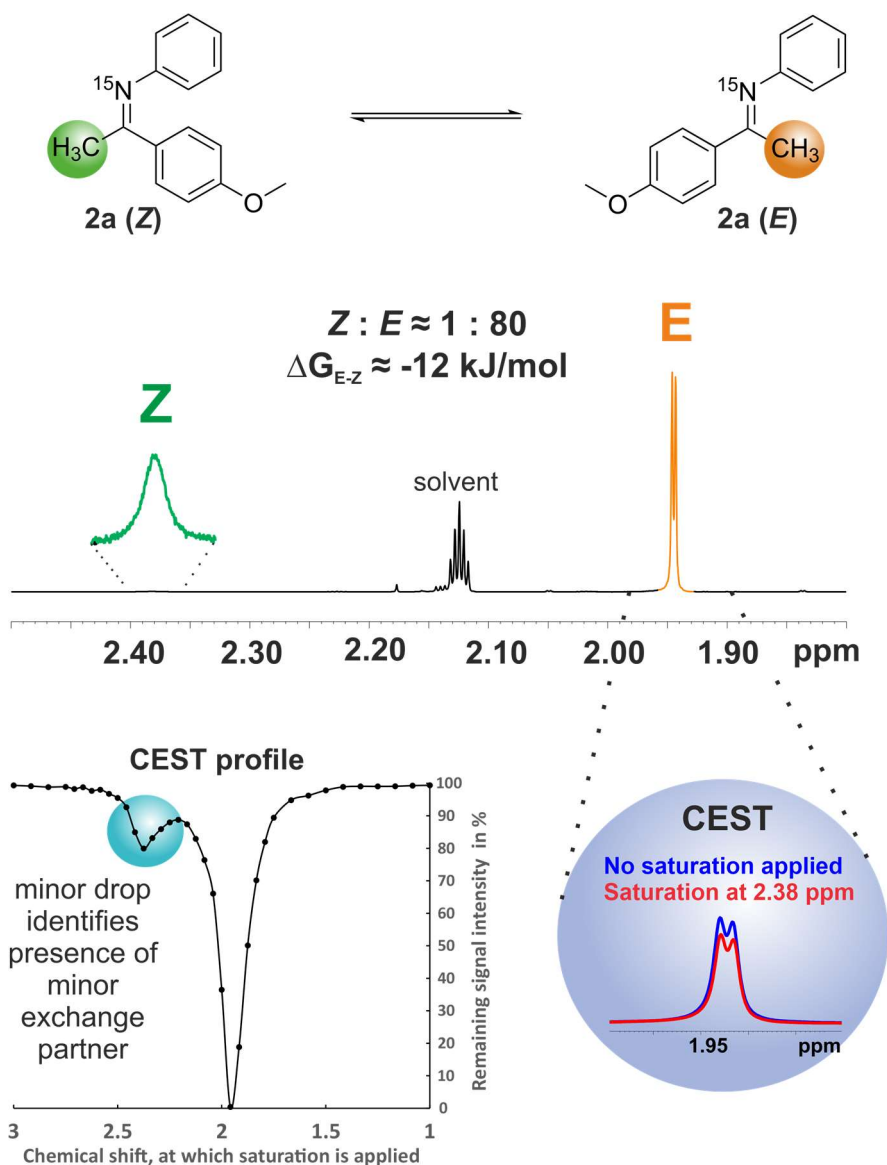 15N
15N
H3C
CH3
O
O
2a (Z)
2a (E)
Z : E ≈ 1 : 80
ΔG E-Z ≈ -12 kJ/mol
Z
E
solvent
2.40 2.30 2.20 2.10 2.00 1.90 ppm
CEST profile
100
90
80
70
60
50
40
30
20
10
0
Remaining signal intensity in %
minor drop
identifies
presence of
minor
exchange
partner
3 2.5 2 1.5 1
Chemical shift, at which saturation is applied
CEST
No saturation applied
Saturation at 2.38 ppm
1.95 ppm